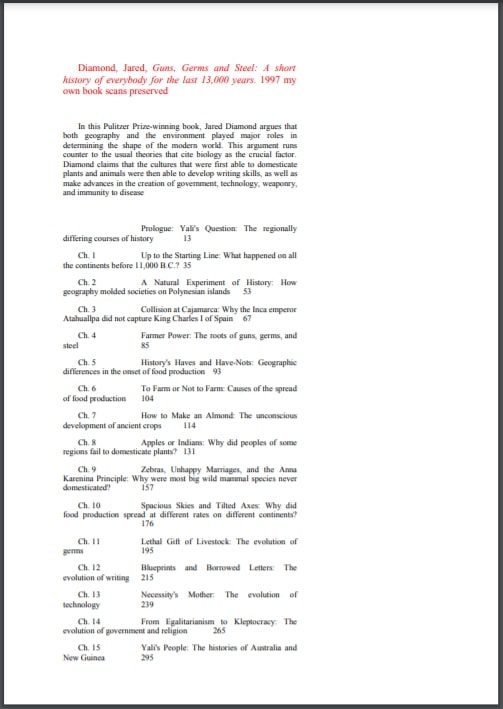 Diamond, Jared, Guns, Germs and Steel: A short
history of everybody for the last 13,000 years. 1997 my
own book scans preserved
In this Pulitzer Prize-winning book, Jared Diamond argues that
both geography and the environment played major roles in
determining the shape of the modern world. This argument runs
counter to the usual theories that cite biology as the crucial factor.
Diamond claims that the cultures that were first able to domesticate
plants and animals were then able to develop writing skills, as well as
make advances in the creation of government, technology, weaponry,
and immunity to disease
Prologue: Yali's Question: The regionally
differing courses of history 13
Ch. 1 Up to the Starting Line: What happened on all
the continents before 11,000 B.C.? 35
Ch. 2 A Natural Experiment of History: How
geography molded societies on Polynesian islands 53
Ch. 3 Collision at Cajamarca: Why the Inca emperor
Atahuallpa did not capture King Charles I of Spain 67
Ch. 4 Farmer Power: The roots of guns, germs, and
steel 85
Ch. 5 History's Haves and Have-Nots: Geographic
differences in the onset of food production 93
Ch. 6 To Farm or Not to Farm: Causes of the spread
of food production 104
Ch. 7 How to Make an Almond: The unconscious
development of ancient crops 114
Ch. 8 Apples or Indians: Why did peoples of some
regions fail to domesticate plants? 131
Ch. 9 Zebras, Unhappy Marriages, and the Anna
Karenina Principle: Why were most big wild mammal species never
domesticated? 157
Ch. 10 Spacious Skies and Tilted Axes: Why did
food production spread at different rates on different continents?
176
Ch. 11 Lethal Gift of Livestock: The evolution of
germs 195
Ch. 12 Blueprints and Borrowed Letters: The
evolution of writing 215
Ch. 13 Necessity's Mother: The evolution of
technology 239
Ch. 14 From Egalitarianism to Kleptocracy: The
evolution of government and religion 265
Ch. 15 Yali's People: The histories of Australia and
New Guinea 295